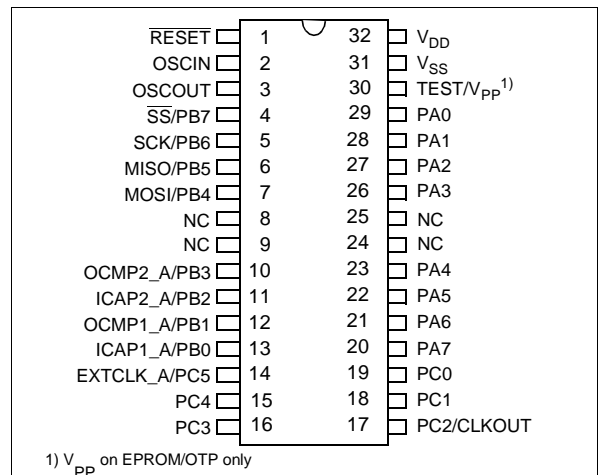 RESET 1 32 VDD
OSCIN 2 31 VSS
OSCOUT 3 30 TEST/VPP1)
SS/PB7 4 29 PA0
SCK/PB6 5 28 PA1
MISO/PB5 6 27 PA2
MOSI/PB4 7 26 PA3
NC 8 25 NC
NC 9 24 NC
OCMP2_A/PB3 10 23 PA4
ICAP2_A/PB2 11 22 PA5
OCMP1_A/PB1 12 21 PA6
ICAP1_A/PB0 13 20 PA7
EXTCLK_A/PC5 14 19 PC0
PC4 15 18 PC1
PC3 16 17 PC2/CLKOUT
1) VPP on EPROM/OTP only